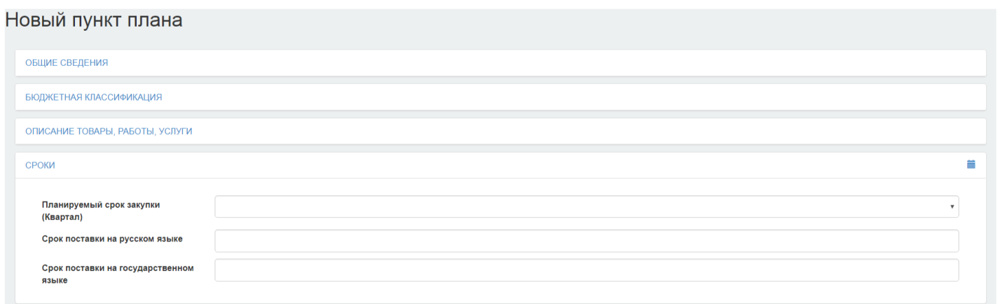 Новый пункт плана
ОБЩИЕ СВЕДЕНИЯ
БЮДЖЕТНАЯ КЛАССИФИКАЦИЯ
ОПИСАНИЕ ТОВАРЫ, РАБОТЫ, УСЛУГИ
СРОКИ
Планируемый срок закупки
(Квартал)
Срок поставки на русском языке
Срок поставки на государственном
языке